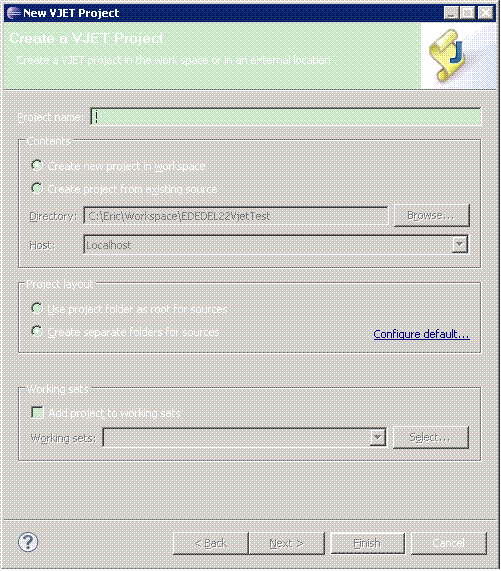 New VJET Project
Create a VJET Project
Create a VJET project in the work space or in an external location
Project name:
Contents
Create new project in workspace
Create project from existing source
Directory: C:\Eric\Workspace\EDEDEL22VjetTest Browse...
Host: Localhost
Project layout
Use project folder as root for sources
Create separate folders for sources
Configure default...
Working sets
Add project to working sets
Working sets: Select...
< Back Next > Finish Cancel